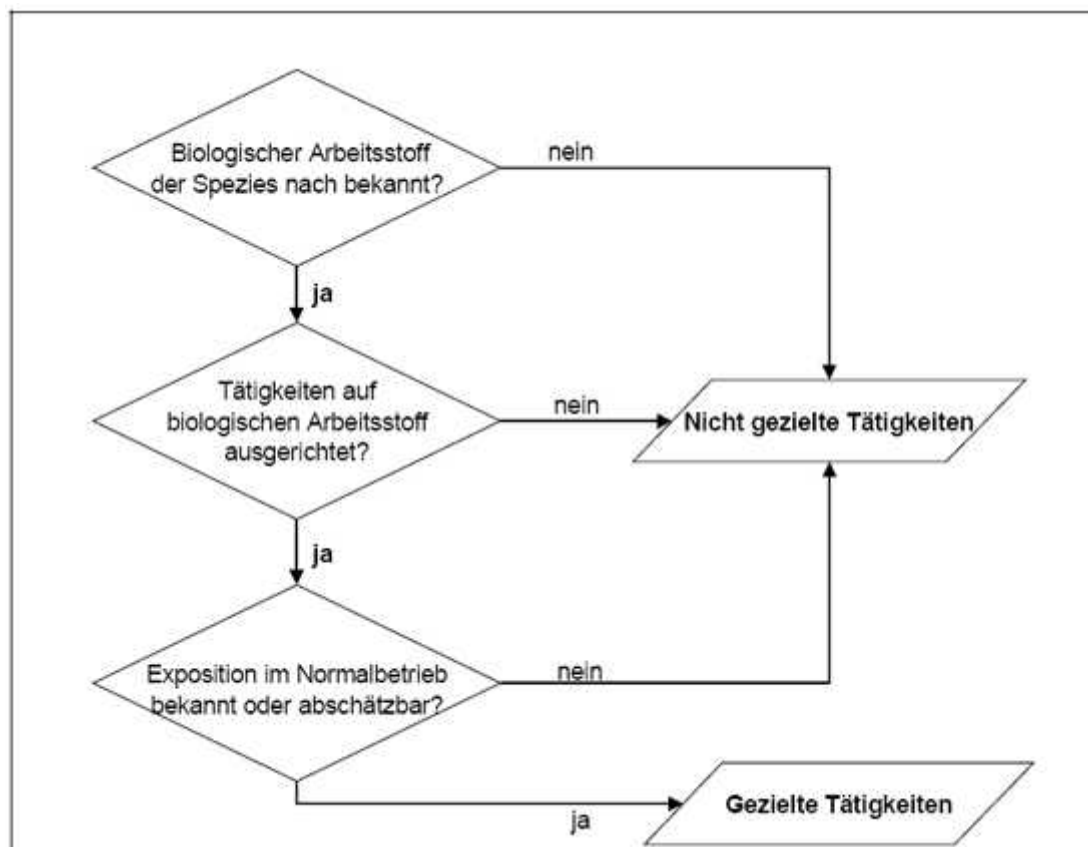 Biologischer Arbeitsstoff
der Spezies nach bekannt?
nein
ja
Tätigkeiten auf
biologischen Arbeitsstoff
ausgerichtet?
nein
Nicht gezielte Tätigkeiten
ja
Exposition im Normalbetrieb
bekannt oder abschätzbar?
nein
ja
Gezielte Tätigkeiten